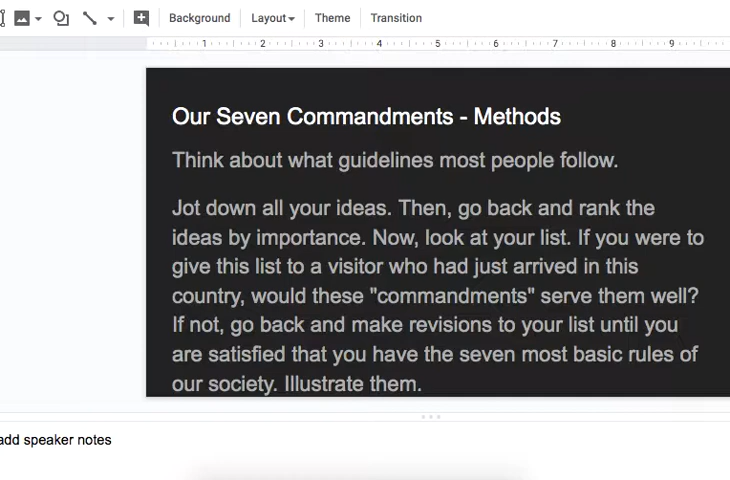 Background Layout Theme Transition
1 2 3 4 5 6 7 8 9
Our Seven Commandments - Methods
Think about what guidelines most people follow.
Jot down all your ideas. Then, go back and rank the
ideas by importance. Now, look at your list. If you were to
give this list to a visitor who had just arrived in this
country, would these "commandments" serve them well?
If not, go back and make revisions to your list until you
are satisfied that you have the seven most basic rules of
our society. Illustrate them.
add speaker notes